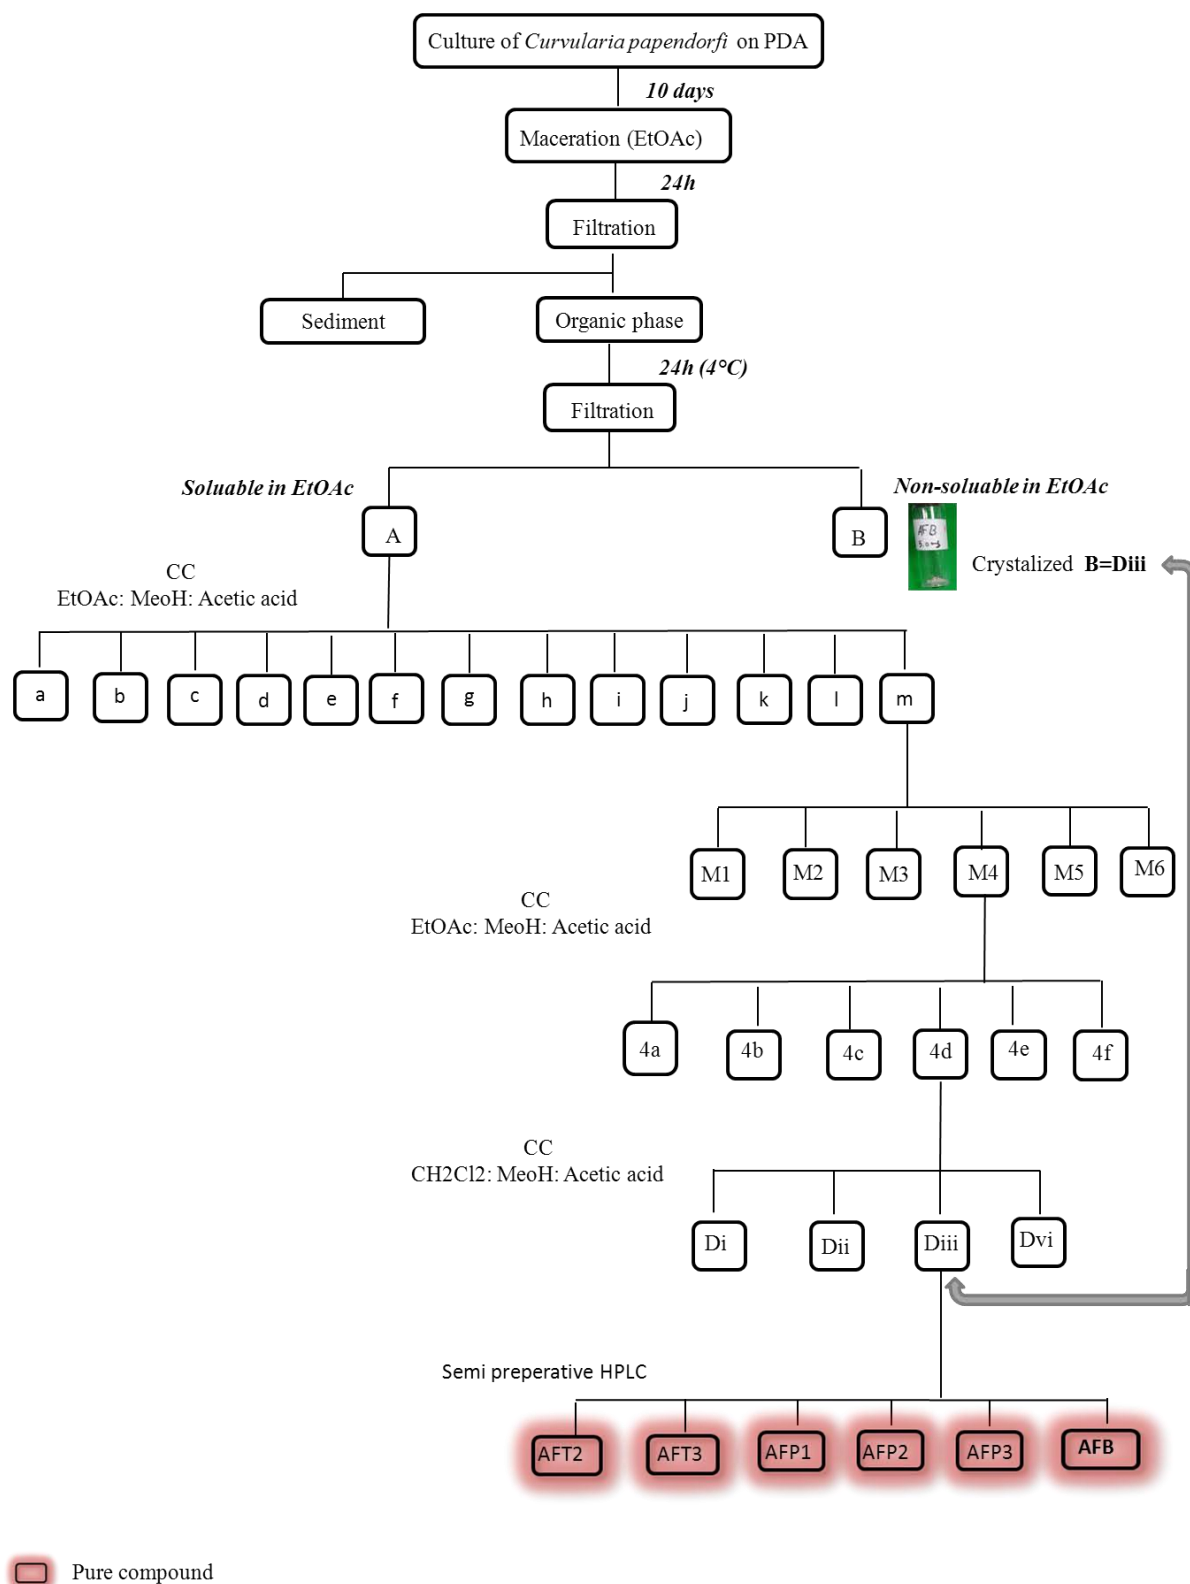 Culture of Curvularia papendorfi on PDA
10 days
Maceration (EtOAc)
24h
Filtration
Sediment
Organic phase
24h (4°C)
Filtration
Soluable in EtOAc
Non-soluable in EtOAc
A
B
AFB
Crystalized B=Diii
CC
EtOAc: MeoH: Acetic acid
a
b
c
d
e
f
g
h
i
j
k
l
m
M1
M2
M3
M4
M5
M6
CC
EtOAc: MeoH: Acetic acid
4a
4b
4c
4d
4e
4f
CC
CH2Cl2: MeoH: Acetic acid
Di
Dii
Diii
Dvi
Semi preperative HPLC
AFT2
AFT3
AFP1
AFP2
AFP3
AFB
Pure compound